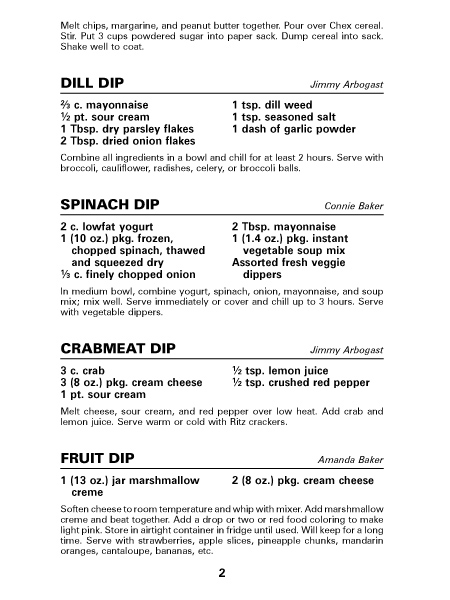 Melt chips, margarine, and peanut butter together. Pour over Chex cereal.
Stir. Put 3 cups powdered sugar into paper sack. Dump cereal into sack.
Shake well to coat.
DILL DIP Jimmy Arbogast
⅔ c. mayonnaise
½ pt. sour cream
1 Tbsp. dry parsley flakes
2 Tbsp. dried onion flakes
1 tsp. dill weed
1 tsp. seasoned salt
1 dash of garlic powder
Combine all ingredients in a bowl and chill for at least 2 hours. Serve with
broccoli, cauliflower, radishes, celery, or broccoli balls.
SPINACH DIP Connie Baker
2 c. lowfat yogurt
1 (10 oz.) pkg. frozen,
chopped spinach, thawed
and squeezed dry
⅓ c. finely chopped onion
2 Tbsp. mayonnaise
1 (1.4 oz.) pkg. instant
vegetable soup mix
Assorted fresh veggie
dippers
In medium bowl, combine yogurt, spinach, onion, mayonnaise, and soup
mix; mix well. Serve immediately or cover and chill up to 3 hours. Serve
with vegetable dippers.
CRABMEAT DIP Jimmy Arbogast
3 c. crab
3 (8 oz.) pkg. cream cheese
1 pt. sour cream
½ tsp. lemon juice
½ tsp. crushed red pepper
Melt cheese, sour cream, and red pepper over low heat. Add crab and
lemon juice. Serve warm or cold with Ritz crackers.
FRUIT DIP Amanda Baker
1 (13 oz.) jar marshmallow
creme
2 (8 oz.) pkg. cream cheese
Soften cheese to room temperature and whip with mixer. Add marshmallow
creme and beat together. Add a drop or two or red food coloring to make
light pink. Store in airtight container in fridge until used. Will keep for a long
time. Serve with strawberries, apple slices, pineapple chunks, mandarin
oranges, cantaloupe, bananas, etc.
2